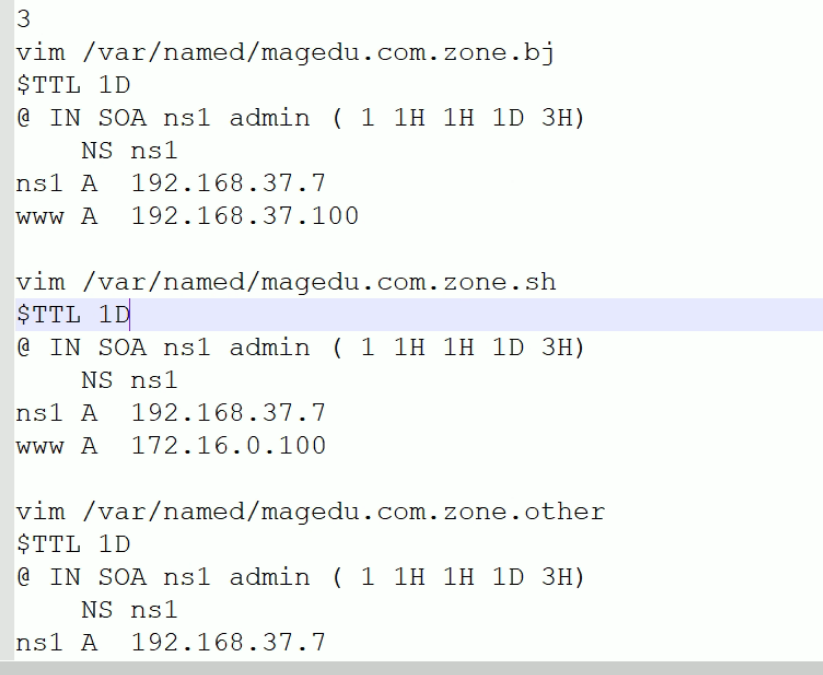 3
vim /var/named/magedu.com.zone.bj
$TTL 1D
@ IN SOA ns1 admin ( 1 1H 1H 1D 3H)
    NS ns1
ns1 A  192.168.37.7
www A  192.168.37.100

vim /var/named/magedu.com.zone.sh
$TTL 1D
@ IN SOA ns1 admin ( 1 1H 1H 1D 3H)
    NS ns1
ns1 A  192.168.37.7
www A  172.16.0.100

vim /var/named/magedu.com.zone.other
$TTL 1D
@ IN SOA ns1 admin ( 1 1H 1H 1D 3H)
    NS ns1
ns1 A  192.168.37.7